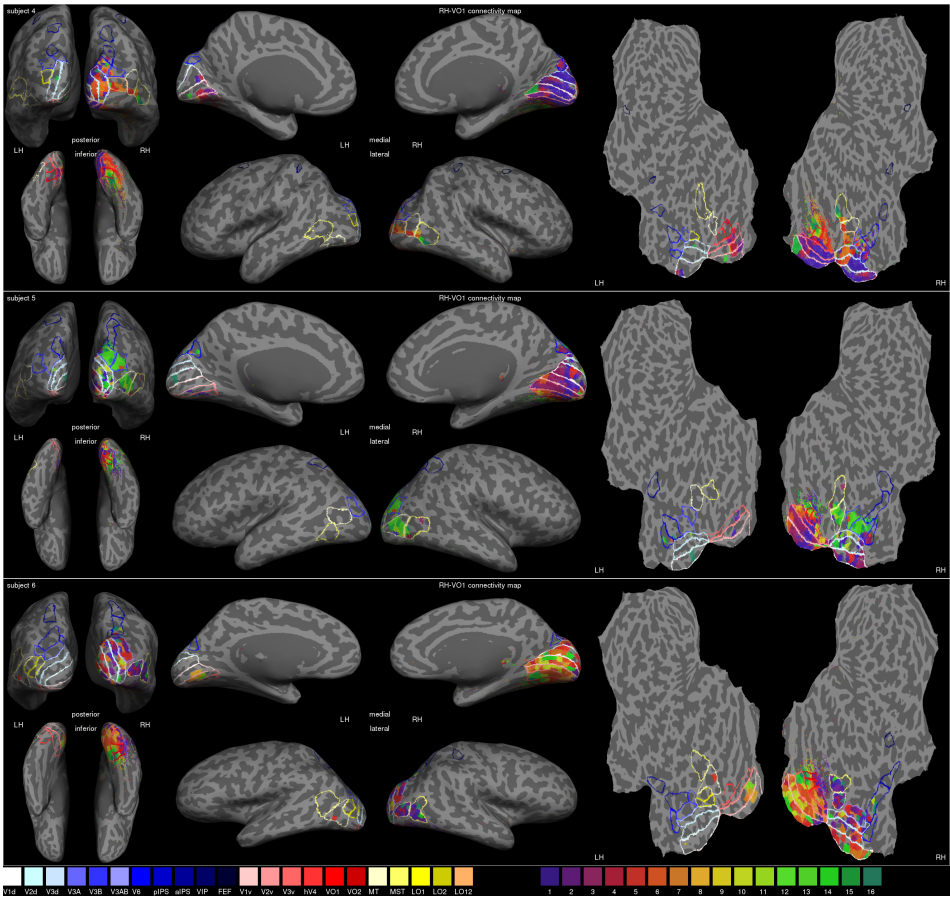 subject 4
RH-VO1 connectivity map
posterior
LH
inferior
RH
LH
medial
RH
lateral
LH
RH
subject 5
RH-VO1 connectivity map
posterior
LH
inferior
RH
LH
medial
RH
lateral
LH
RH
subject 6
RH-VO1 connectivity map
posterior
LH
inferior
RH
LH
medial
RH
lateral
LH
RH
V1d V2d V3d V3A V3B V3AB V6 pIPS aIPS VIP FEF V1v V2v V3v hV4 VO1 VO2 MT MST LO1 LO2 LO12 1 2 3 4 5 6 7 8 9 10 11 12 13 14 15 16